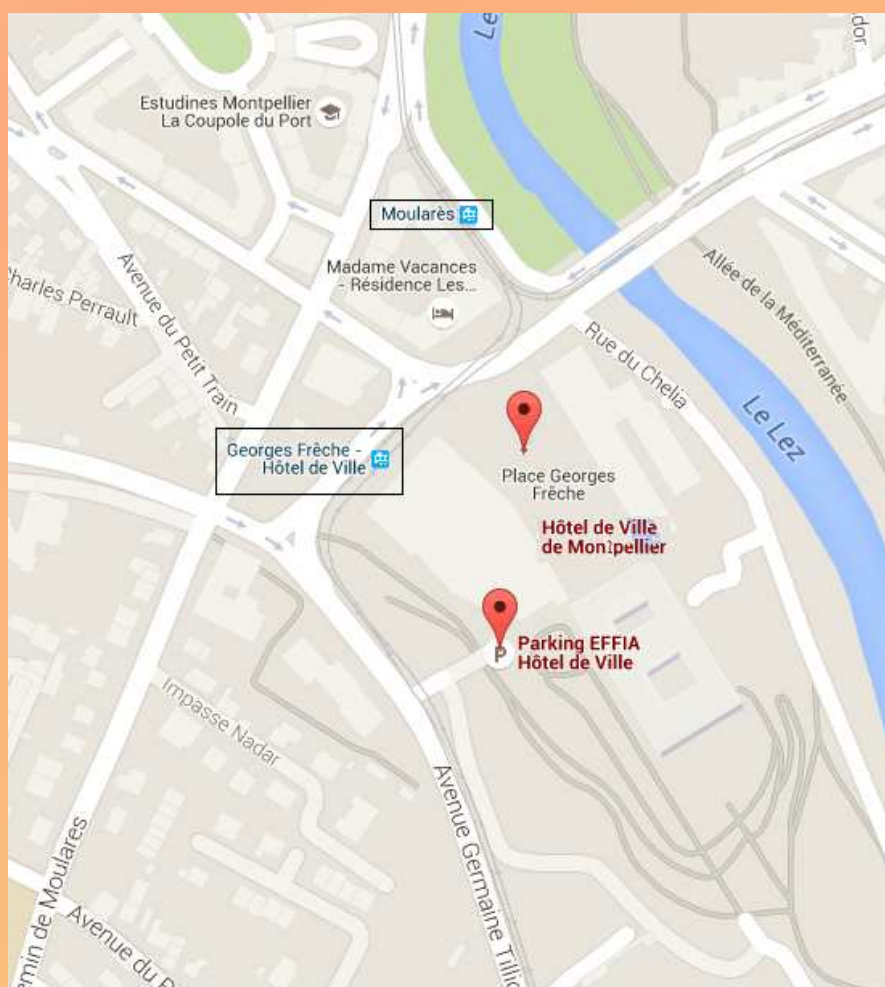 Le
dor
Estudines Montpellier
La Coupole du Port
Moularès
Madame Vacances
- Résidence Les...
Allée de la Méditerranée
Charles Perrault
Avenue du Petit Train
Rue du Chelia
Le Lez
Georges Frêche -
Hôtel de Ville
Place Georges
Frêche
Hôtel de Ville
de Montpellier
Parking EFFIA
Hôtel de Ville
P
Impasse Nadar
Avenue Germaine Tillio
emin de Moulares
Avenue du P